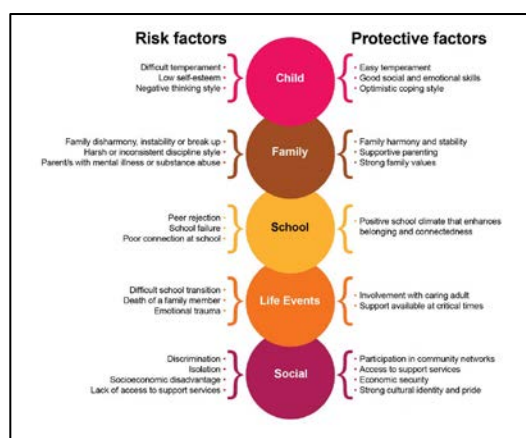 Risk factors
Protective factors
Difficult temperament
Low self-esteem
Negative thinking style
Child
Easy temperament
Good social and emotional skills
Optimistic coping style
Family disharmony, instability or break up
Harsh or inconsistent discipline style
Parent/s with mental illness or substance abuse
Family
Family harmony and stability
Supportive parenting
Strong family values
Peer rejection
School failure
Poor connection at school
School
Positive school climate that enhances
belonging and connectedness
Difficult school transition
Death of a family member
Emotional trauma
Life Events
Involvement with caring adult
Support available at critical times
Discrimination
Isolation
Socioeconomic disadvantage
Lack of access to support services
Social
Participation in community networks
Access to support services
Economic security
Strong cultural identity and pride